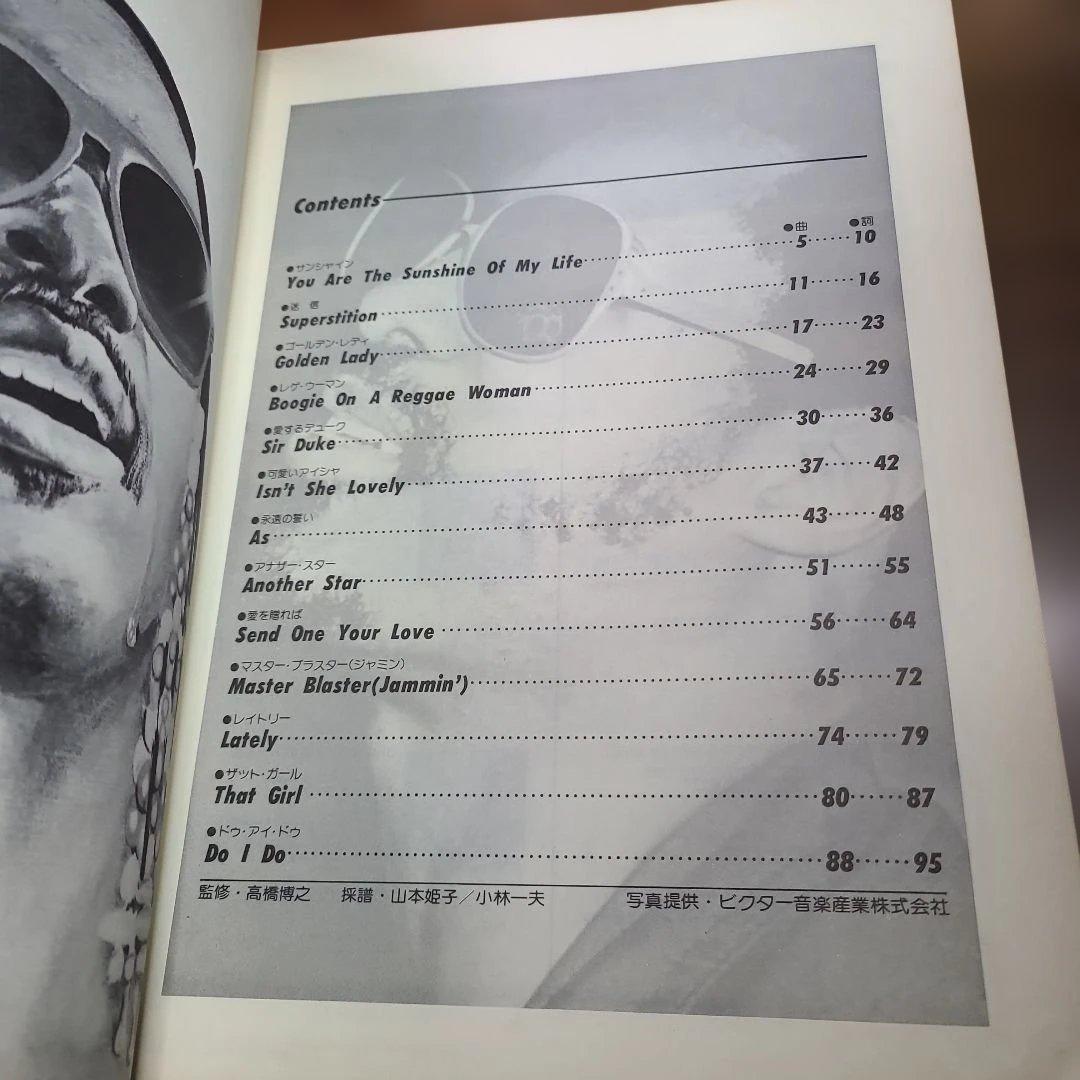 Contents
●曲 ●詞
●サンシャイン
You Are The Sunshine Of My Life 5 10
●迷信
Superstition 11 16
●ゴールデン・レディ
Golden Lady 17 23
●レゲ・ウーマン
Boogie On A Reggae Woman 24 29
●愛するデューク
Sir Duke 30 36
●可愛いアイシャ
Isn't She Lovely 37 42
●永遠の誓い
As 43 48
●アナザー・スター
Another Star 51 55
●愛を贈れば
Send One Your Love 56 64
●マスター・ブラスター(ジャミン)
Master Blaster(Jammin') 65 72
●レイトリー
Lately 74 79
●ザット・ガール
That Girl 80 87
●ドゥ・アイ・ドゥ
Do I Do 88 95
監修・高橋博之 採譜・山本姫子／小林一夫 写真提供・ビクター音楽産業株式会社